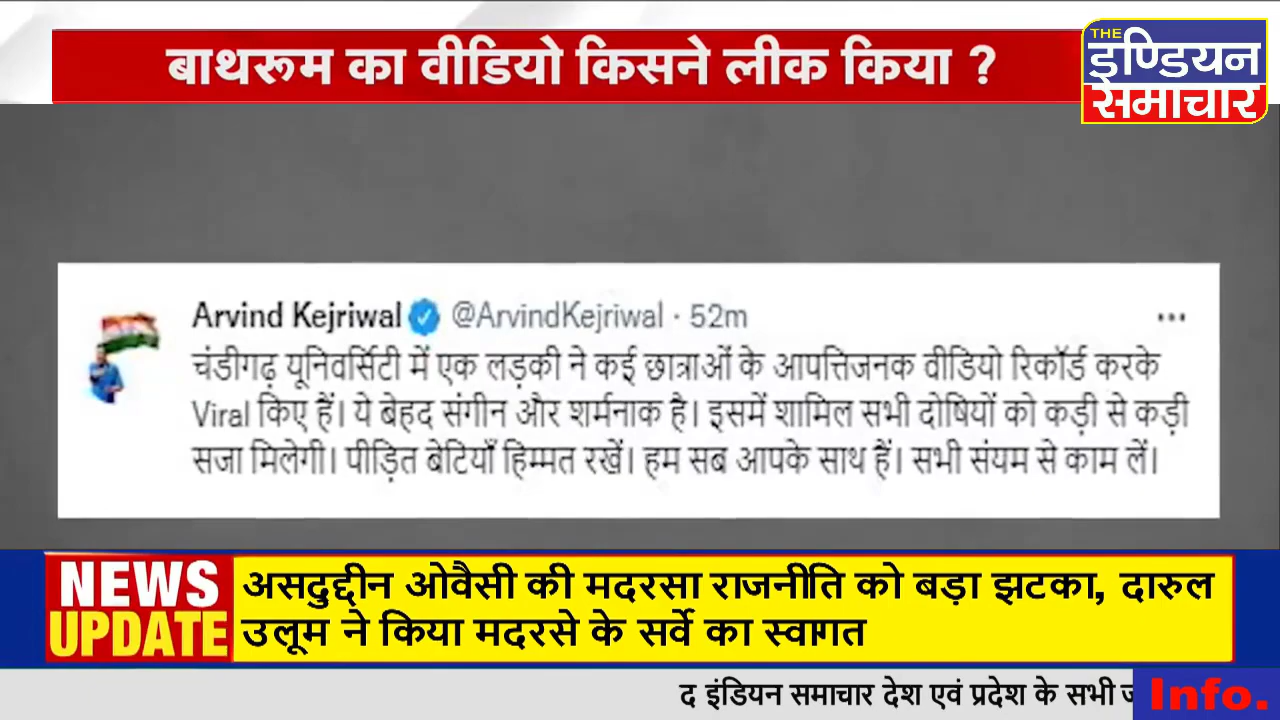 बाथरूम का वीडियो किसने लीक किया ?
THE
इण्डियन
समाचार
Arvind Kejriwal @ArvindKejriwal · 52m
चंडीगढ़ यूनिवर्सिटी में एक लड़की ने कई छात्राओं के आपत्तिजनक वीडियो रिकॉर्ड करके
Viral किए हैं। ये बेहद संगीन और शर्मनाक है। इसमें शामिल सभी दोषियों को कड़ी से कड़ी
सजा मिलेगी। पीड़ित बेटियाँ हिम्मत रखें। हम सब आपके साथ हैं। सभी संयम से काम लें।
NEWS
UPDATE
असदुद्दीन ओवैसी की मदरसा राजनीति को बड़ा झटका, दारुल
उलूम ने किया मदरसे के सर्वे का स्वागत
द इंडियन समाचार देश एवं प्रदेश के सभी
Info.